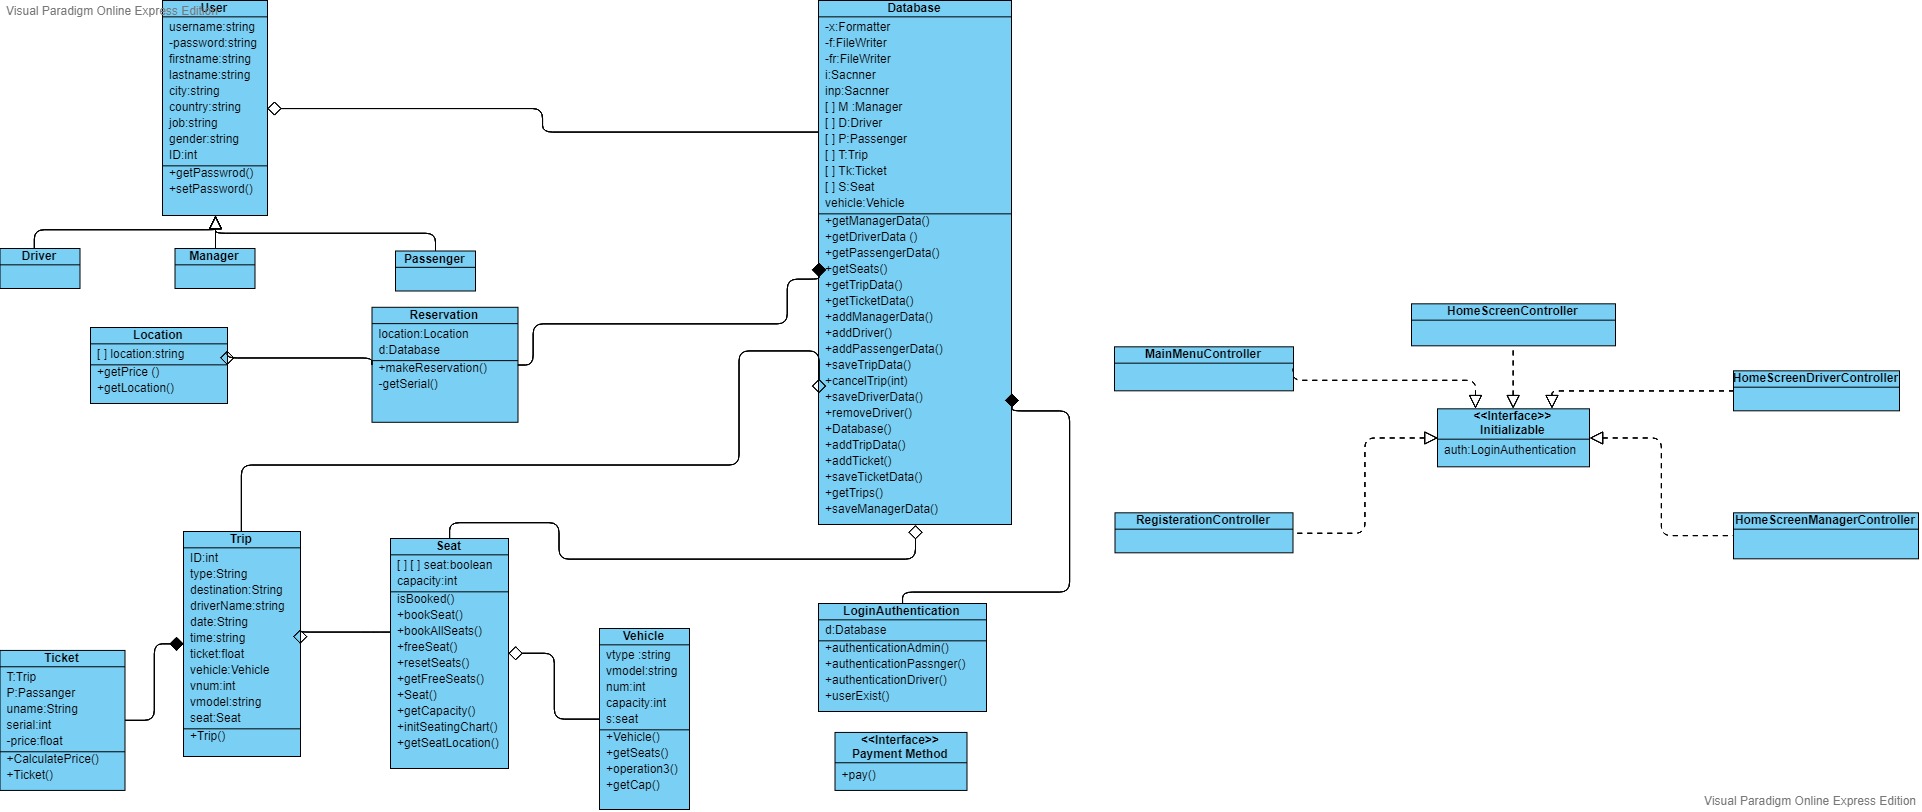 Visual Paradigm Online Express Edition
User
username:string
-password:string
firstname:string
lastname:string
city:string
country:string
job:string
gender:string
ID:int
+getPasswrod()
+setPassword()
Driver
Manager
Passenger
Database
-x:Formatter
-f:FileWriter
-fr:FileWriter
i:Sacnner
inp:Sacnner
[ ] M :Manager
[ ] D:Driver
[ ] P:Passenger
[ ] T:Trip
[ ] Tk:Ticket
[ ] S:Seat
vehicle:Vehicle
+getManagerData()
+getDriverData ()
+getPassengerData()
+getSeats()
+getTripData()
+getTicketData()
+addManagerData()
+addDriver()
+addPassengerData()
+saveTripData()
+cancelTrip(int)
+saveDriverData()
+removeDriver()
+Database()
+addTripData()
+addTicket()
+saveTicketData()
+getTrips()
+saveManagerData()
Location
[ ] location:string
+getPrice ()
+getLocation()
Reservation
location:Location
d:Database
+makeReservation()
-getSerial()
HomeScreenController
MainMenuController
HomeScreenDriverController
<<Interface>>
Initializable
auth:LoginAuthentication
RegisterationController
HomeScreenManagerController
Trip
ID:int
type:String
destination:String
driverName:string
date:String
time:string
ticket:float
vehicle:Vehicle
vnum:int
vmodel:string
seat:Seat
+Trip()
Seat
[ ] [ ] seat:boolean
capacity:int
isBooked()
+bookSeat()
+bookAllSeats()
+freeSeat()
+resetSeats()
+getFreeSeats()
+Seat()
+getCapacity()
+initSeatingChart()
+getSeatLocation()
Ticket
T:Trip
P:Passanger
uname:String
serial:int
-price:float
+CalculatePrice()
+Ticket()
Vehicle
vtype :string
vmodel:string
num:int
capacity:int
s:seat
+Vehicle()
+getSeats()
+operation3()
+getCap()
LoginAuthentication
d:Database
+authenticationAdmin()
+authenticationPassnger()
+authenticationDriver()
+userExist()
<<Interface>>
Payment Method
+pay()
Visual Paradigm Online Express Edition